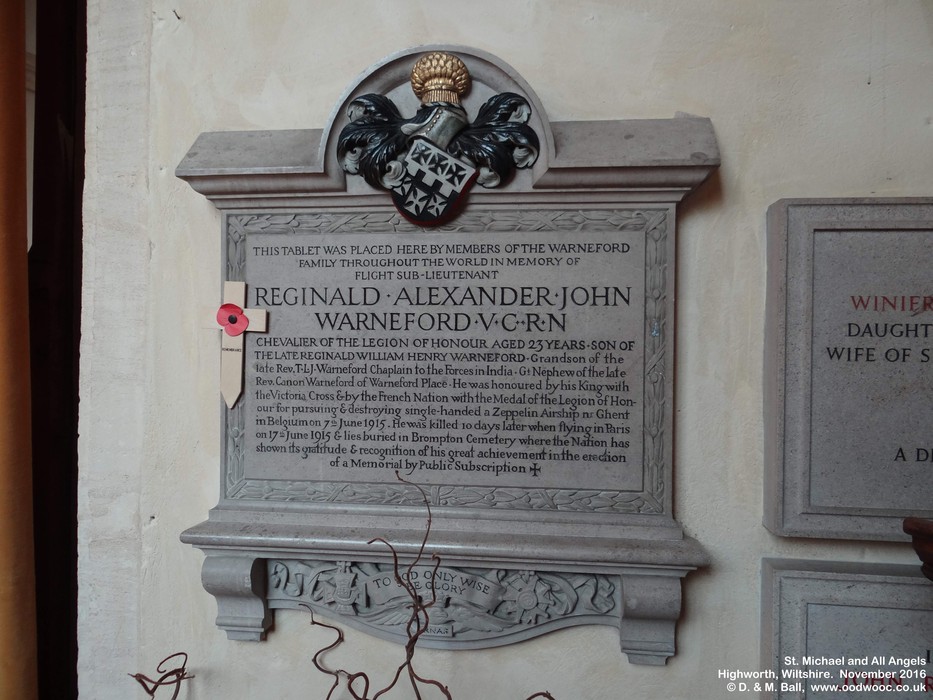 THIS TABLET WAS PLACED HERE BY MEMBERS OF THE WARNEFORD
FAMILY THROUGHOUT THE WORLD IN MEMORY OF
FLIGHT SUB-LIEUTENANT
REGINALD · ALEXANDER · JOHN
WARNEFORD · V · C · R · N
CHEVALIER OF THE LEGION OF HONOUR AGED 23 YEARS · SON OF
THE LATE REGINALD WILLIAM HENRY WARNEFORD · Grandson of the
late Rev. T · L · J · Warneford Chaplain to the Forces in India · Gt Nephew of the late
Rev. Canon Warneford of Warneford Place · He was honoured by his King with
the Victoria Cross & by the French Nation with the Medal of the Legion of Hon-
our for pursuing & destroying single-handed a Zeppelin Airship nr Ghent
in Belgium on 7th June 1915. He was killed 10 days later when flying in Paris
on 17th June 1915 & lies buried in Brompton Cemetery where the Nation has
shown its gratitude & recognition of his great achievement in the erection
of a Memorial by Public Subscription ✠
TO GOD ONLY WISE
BE GLORY
WINIFR
DAUGHT
WIFE OF S
A DE
JOHN
St. Michael and All Angels
Highworth, Wiltshire. November 2016
© D. & M. Ball, www.oodwooc.co.uk